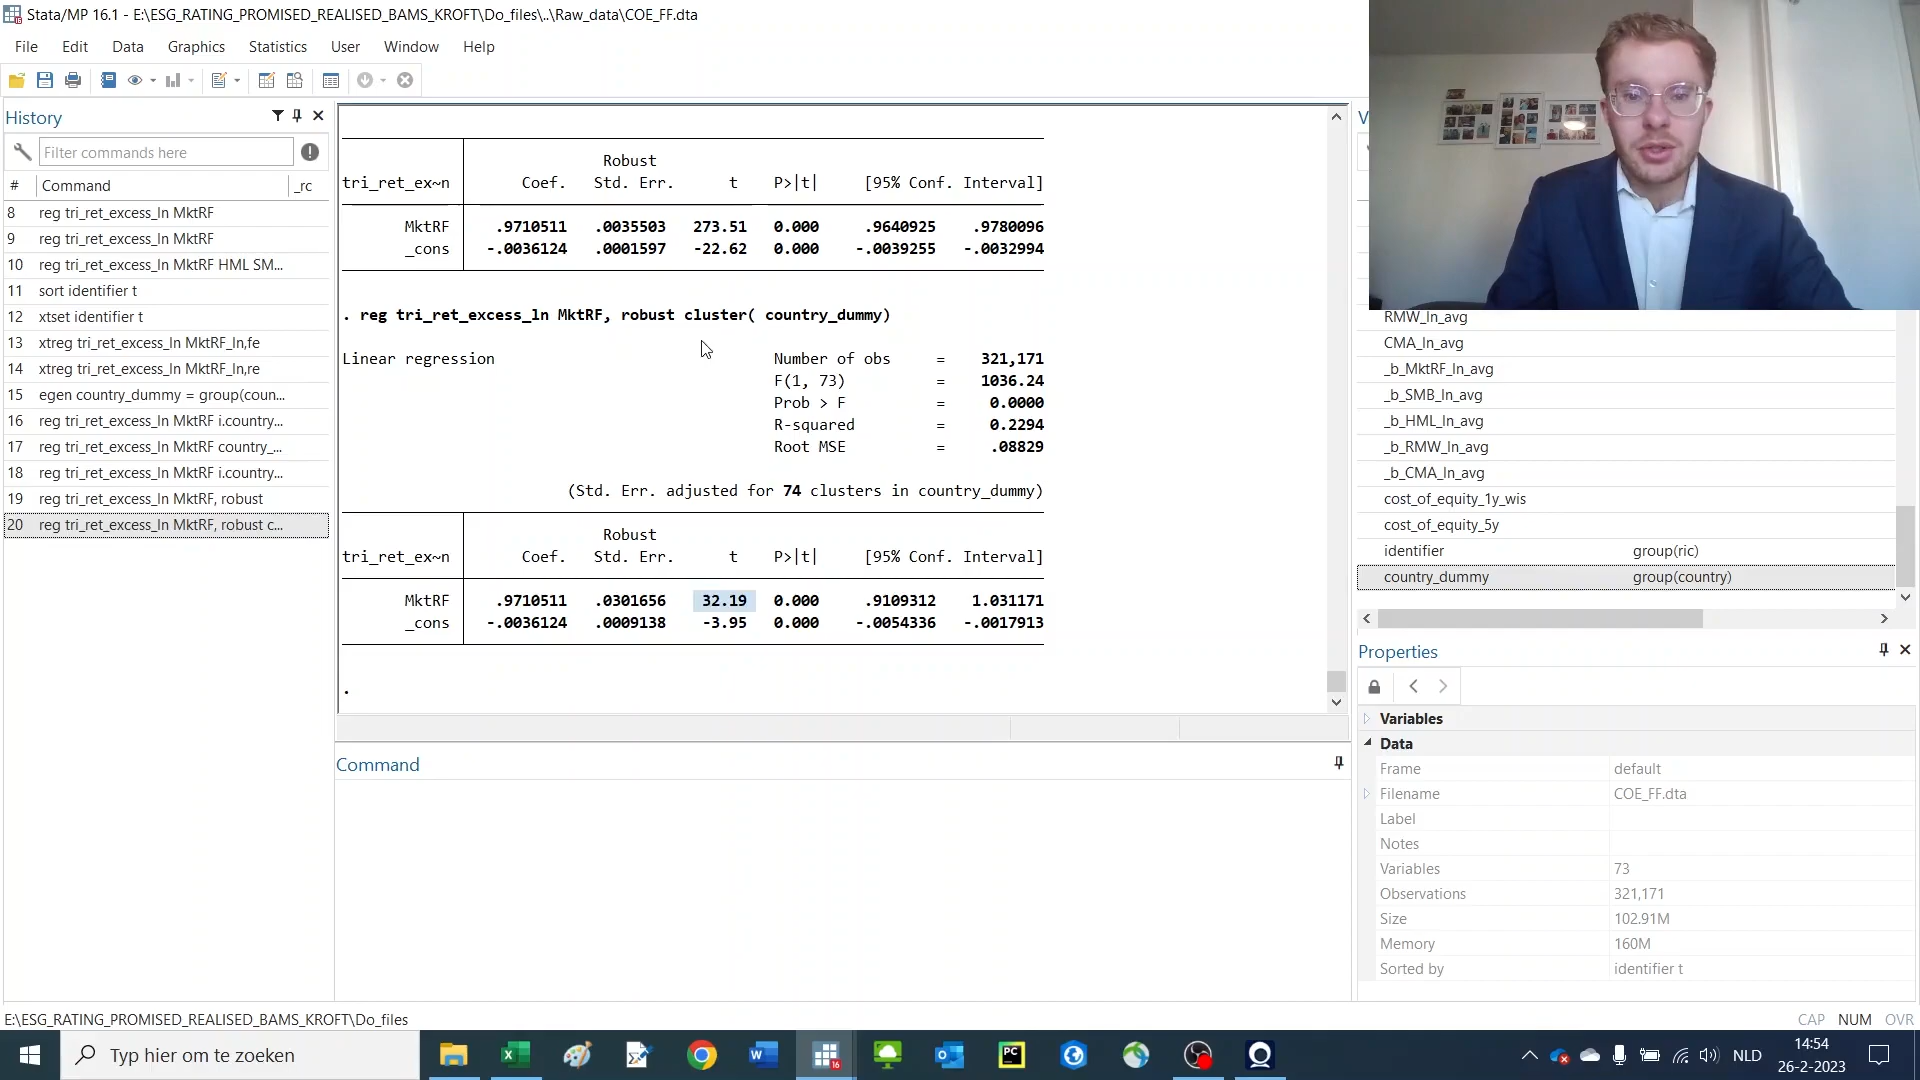 Stata/MP 16.1 - E:\ESG_RATING_PROMISED_REALISED_BAMS_KROFT\Do_files\..\Raw_data\COE_FF.dta
File Edit Data Graphics Statistics User Window Help
History
Filter commands here
# Command _rc
8 reg tri_ret_excess_ln MktRF
9 reg tri_ret_excess_ln MktRF
10 reg tri_ret_excess_ln MktRF HML SM...
11 sort identifier t
12 xtset identifier t
13 xtreg tri_ret_excess_ln MktRF_ln,fe
14 xtreg tri_ret_excess_ln MktRF_ln,re
15 egen country_dummy = group(coun...
16 reg tri_ret_excess_ln MktRF i.country...
17 reg tri_ret_excess_ln MktRF country_...
18 reg tri_ret_excess_ln MktRF i.country...
19 reg tri_ret_excess_ln MktRF, robust
20 reg tri_ret_excess_ln MktRF, robust c...
Robust
tri_ret_ex~n Coef. Std. Err. t P>|t| [95% Conf. Interval]
MktRF .9710511 .0035503 273.51 0.000 .9640925 .9780096
_cons -.0036124 .0001597 -22.62 0.000 -.0039255 -.0032994
. reg tri_ret_excess_ln MktRF, robust cluster( country_dummy)
Linear regression Number of obs = 321,171
F(1, 73) = 1036.24
Prob > F = 0.0000
R-squared = 0.2294
Root MSE = .08829
(Std. Err. adjusted for 74 clusters in country_dummy)
Robust
tri_ret_ex~n Coef. Std. Err. t P>|t| [95% Conf. Interval]
MktRF .9710511 .0301656 32.19 0.000 .9109312 1.031171
_cons -.0036124 .0009138 -3.95 0.000 -.0054336 -.0017913
.
Command
V
RMW_ln_avg
CMA_ln_avg
_b_MktRF_ln_avg
_b_SMB_ln_avg
_b_HML_ln_avg
_b_RMW_ln_avg
_b_CMA_ln_avg
cost_of_equity_1y_wis
cost_of_equity_5y
identifier group(ric)
country_dummy group(country)
Properties
Variables
Data
Frame default
Filename COE_FF.dta
Label
Notes
Variables 73
Observations 321,171
Size 102.91M
Memory 160M
Sorted by identifier t
E:\ESG_RATING_PROMISED_REALISED_BAMS_KROFT\Do_files
CAP NUM OVR
Typ hier om te zoeken
NLD
14:54
26-2-2023